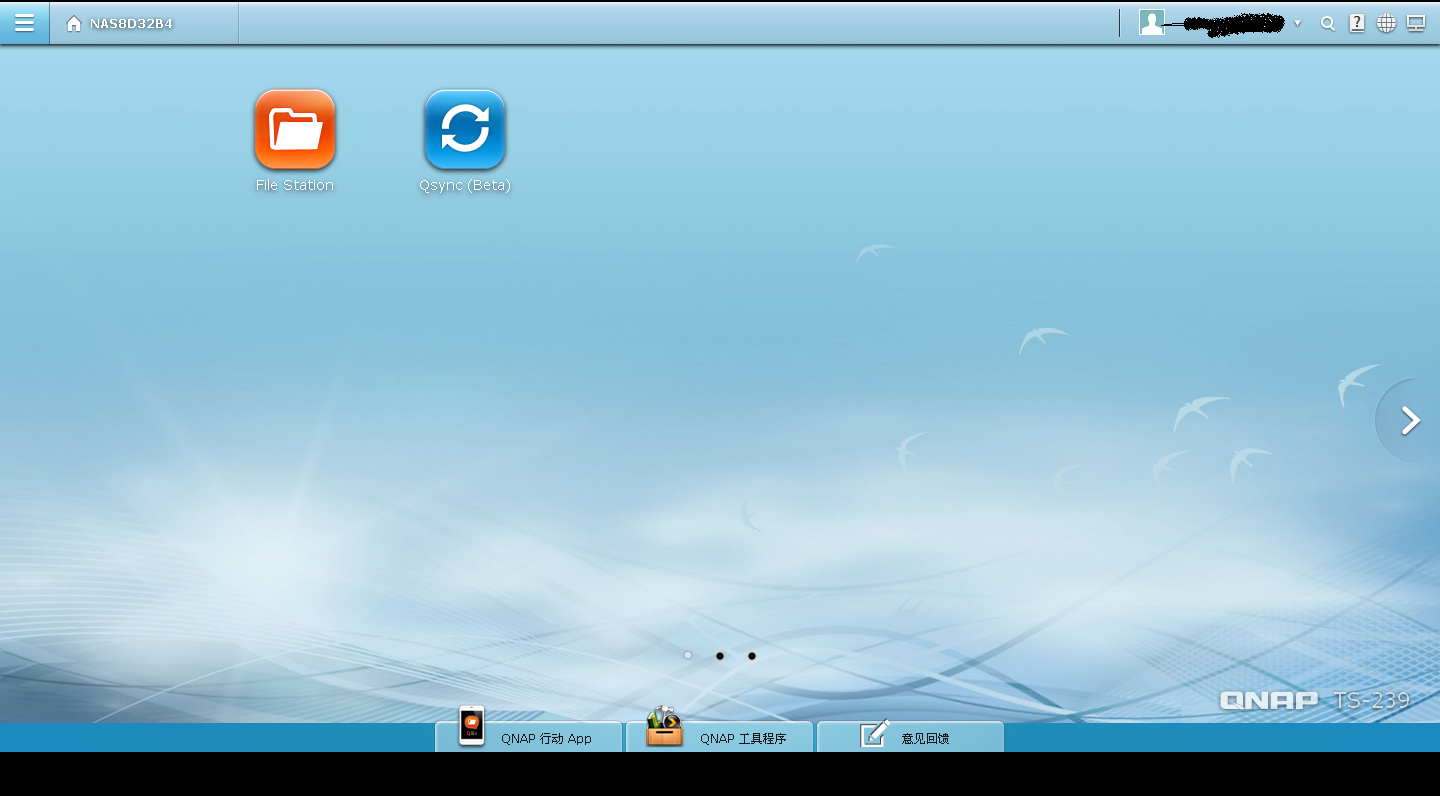 NAS8D32B4
?
File Station
Qsync (Beta)
QNAP TS-239
QNAP 行动 App
QNAP 工具程序
意见回馈